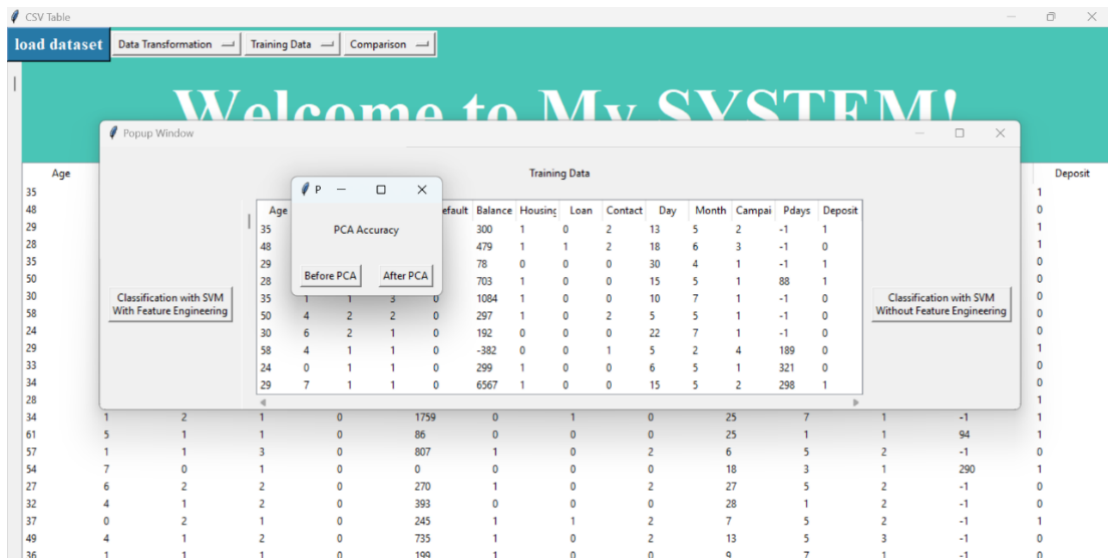 CSV Table
load dataset Data Transformation Training Data Comparison
Welcome to My SYSTEM!
Popup Window
Training Data
Age Deposit
P
PCA Accuracy
Before PCA After PCA
Classification with SVM
With Feature Engineering
Classification with SVM
Without Feature Engineering
Age efault Balance Housing Loan Contact Day Month Campai Pdays Deposit
35 300 1 0 2 13 5 2 -1 1
48 479 1 1 2 18 6 3 -1 0
29 78 0 0 0 30 4 1 -1 1
28 703 1 0 0 15 5 1 88 1
35 1 1 3 0 1084 1 0 0 10 7 1 -1 0
50 4 2 2 0 297 1 0 2 5 5 1 -1 0
30 6 2 1 0 192 0 0 0 22 7 1 -1 0
58 4 1 1 0 -382 0 0 1 5 2 4 189 0
24 0 1 1 0 299 1 0 0 6 5 1 321 0
29 7 1 1 0 6567 1 0 0 15 5 2 298 1
35 1
48 0
29 1
28 1
35 0
50 0
30 0
58 0
24 0
29 1
33 0
34 0
28 1
34 1 2 1 0 1759 0 1 0 25 7 1 -1 1
61 5 1 1 0 86 0 0 0 25 1 1 94 1
57 1 1 3 0 807 1 0 2 6 5 2 -1 0
54 7 0 1 0 0 0 0 0 18 3 1 290 1
27 6 2 2 0 270 1 0 2 27 5 2 -1 0
32 4 1 2 0 393 0 0 0 28 1 2 -1 0
37 0 2 1 0 245 1 1 2 7 5 2 -1 1
49 4 1 2 0 735 1 0 2 13 5 3 -1 0
36 1 1 1 0 199 1 0 0 9 7 1 -1 0